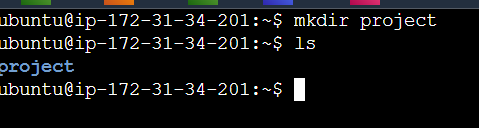 ubuntu@ip-172-31-34-201:~$ mkdir project
ubuntu@ip-172-31-34-201:~$ ls
project
ubuntu@ip-172-31-34-201:~$